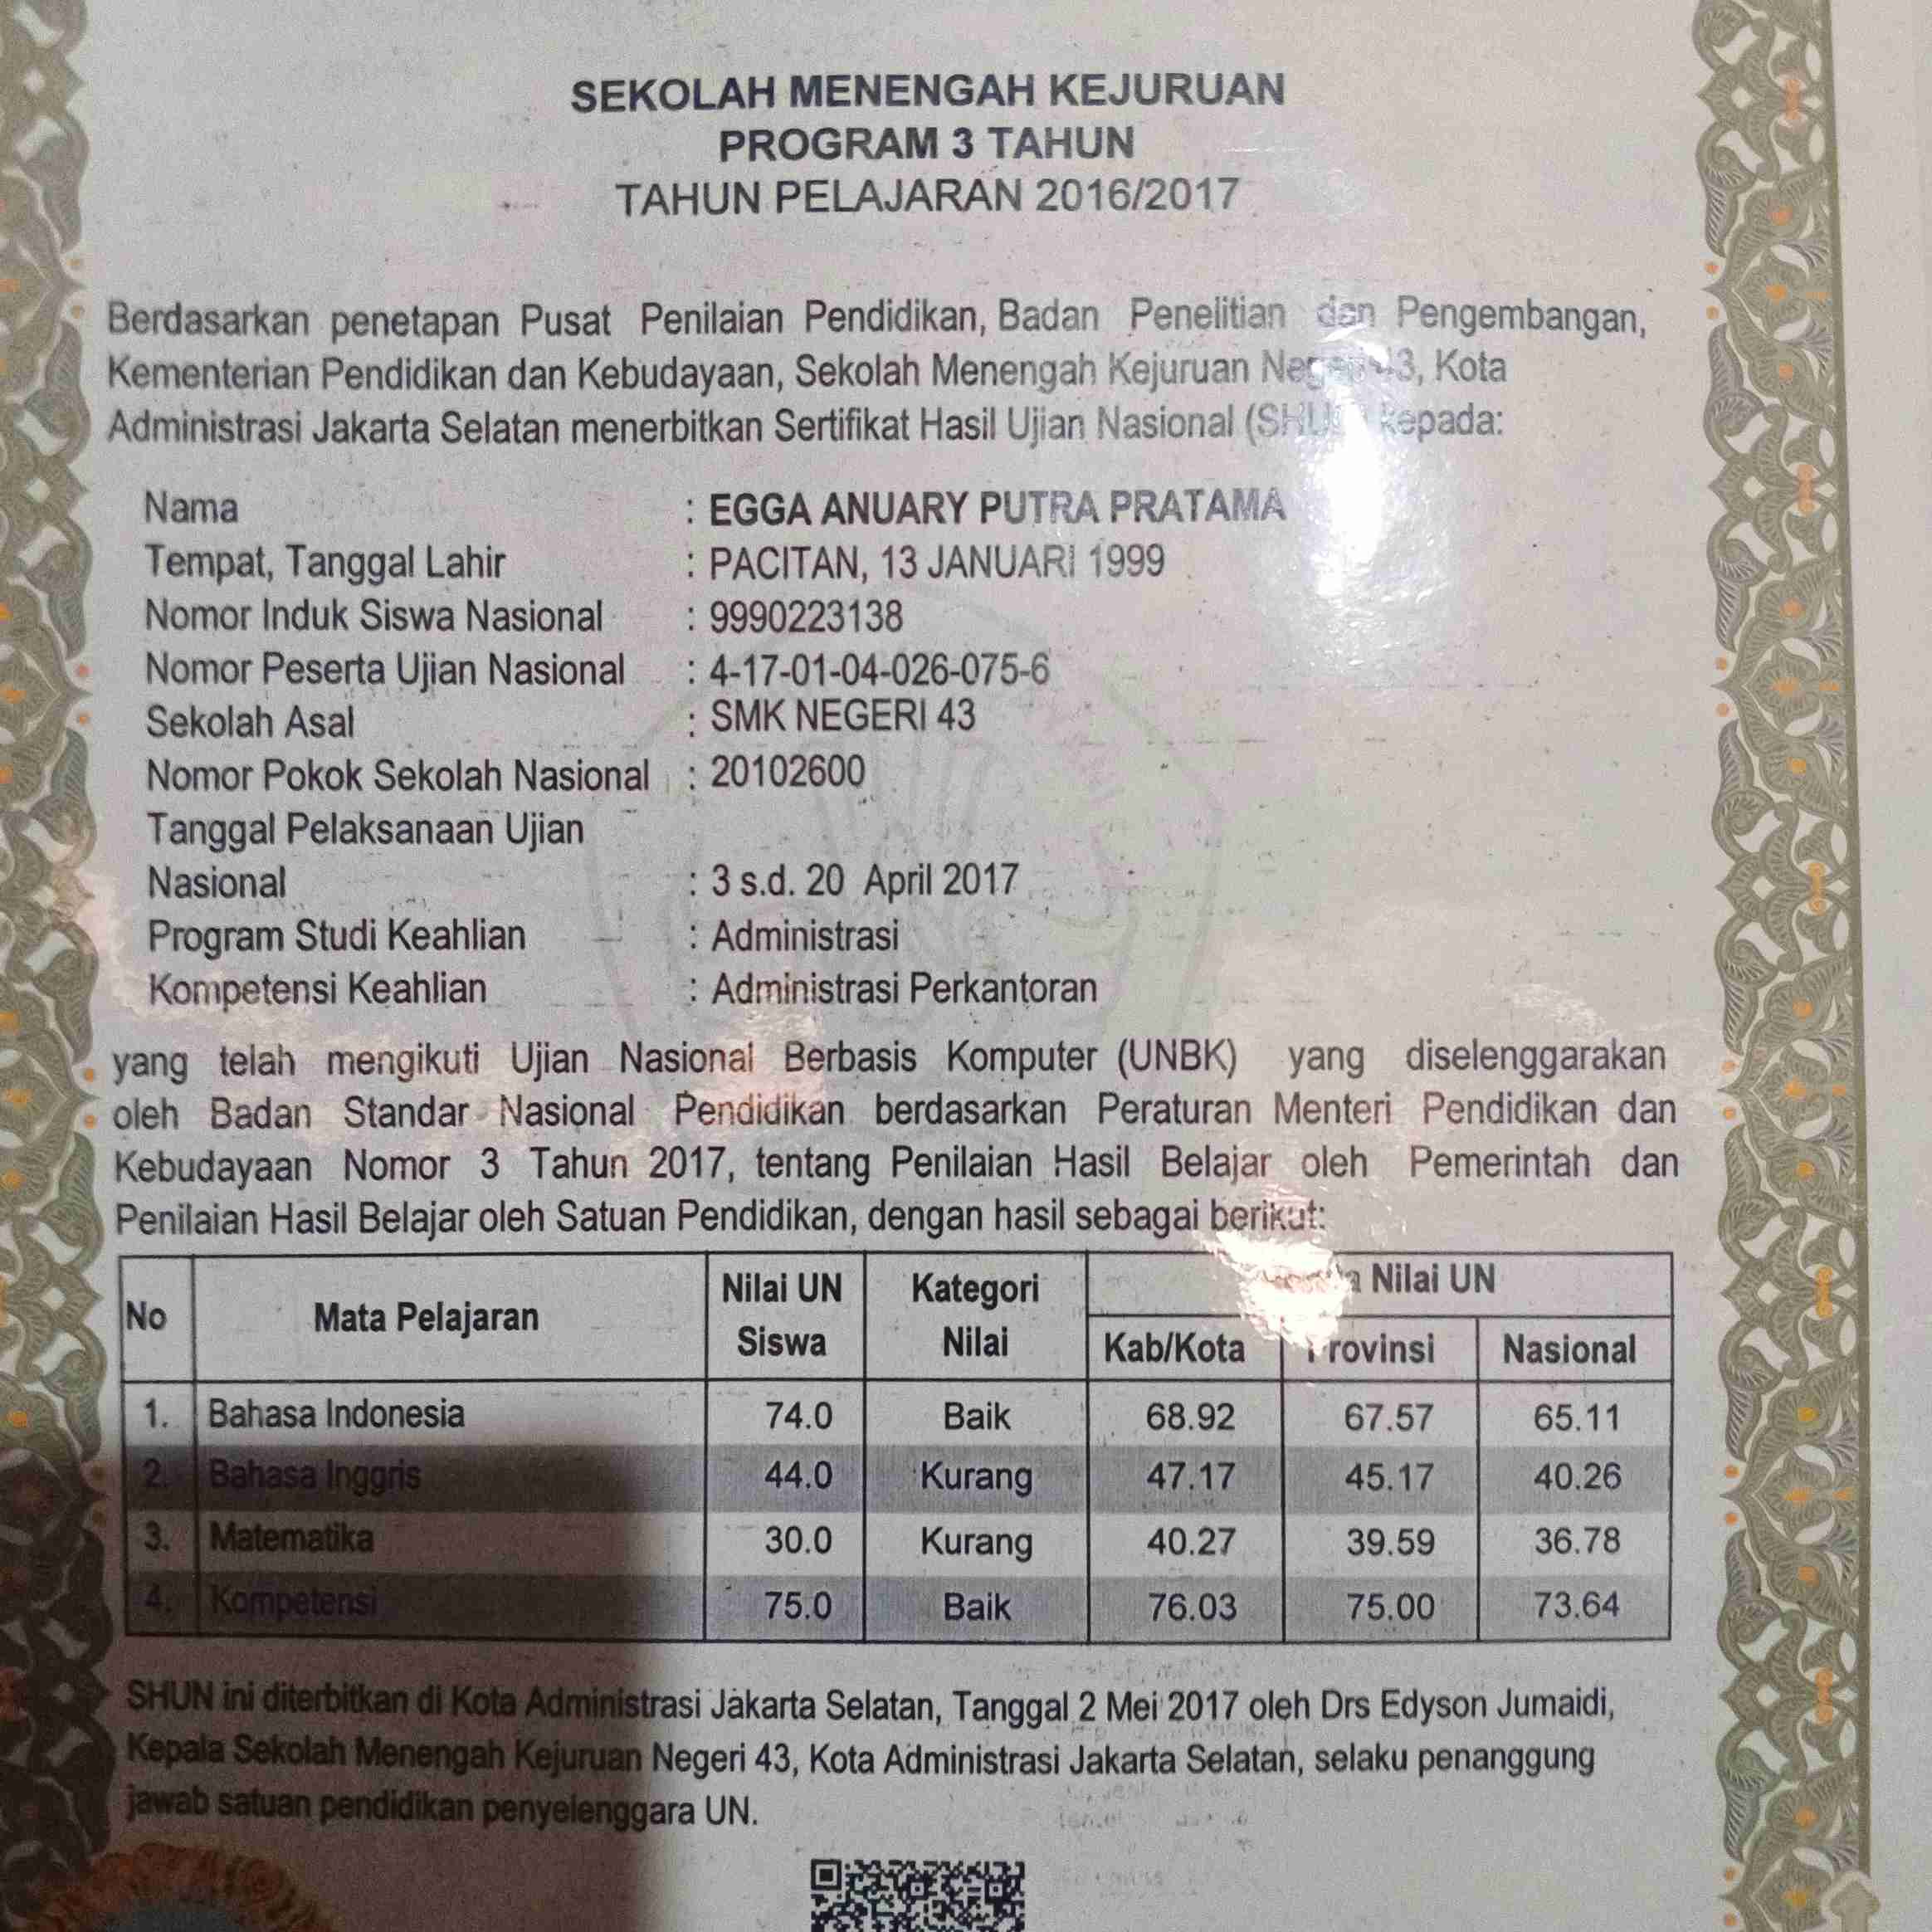 SEKOLAH MENENGAH KEJURUAN
PROGRAM 3 TAHUN
TAHUN PELAJARAN 2016/2017
Berdasarkan penetapan Pusat Penilaian Pendidikan, Badan Penelitian dan Pengembangan,
Kementerian Pendidikan dan Kebudayaan, Sekolah Menengah Kejuruan Negeri 43, Kota
Administrasi Jakarta Selatan menerbitkan Sertifikat Hasil Ujian Nasional (SHUN) kepada:
Nama : EGGA ANUARY PUTRA PRATAMA
Tempat, Tanggal Lahir : PACITAN, 13 JANUARI 1999
Nomor Induk Siswa Nasional : 9990223138
Nomor Peserta Ujian Nasional : 4-17-01-04-026-075-6
Sekolah Asal : SMK NEGERI 43
Nomor Pokok Sekolah Nasional : 20102600
Tanggal Pelaksanaan Ujian
Nasional : 3 s.d. 20 April 2017
Program Studi Keahlian : Administrasi
Kompetensi Keahlian : Administrasi Perkantoran
yang telah mengikuti Ujian Nasional Berbasis Komputer (UNBK) yang diselenggarakan
oleh Badan Standar Nasional Pendidikan berdasarkan Peraturan Menteri Pendidikan dan
Kebudayaan Nomor 3 Tahun 2017, tentang Penilaian Hasil Belajar oleh Pemerintah dan
Penilaian Hasil Belajar oleh Satuan Pendidikan, dengan hasil sebagai berikut:
No Mata Pelajaran Nilai UN Siswa Kategori Nilai Nilai UN
Kab/Kota Provinsi Nasional
1. Bahasa Indonesia 74.0 Baik 68.92 67.57 65.11
2. Bahasa Inggris 44.0 Kurang 47.17 45.17 40.26
3. Matematika 30.0 Kurang 40.27 39.59 36.78
4. Kompetensi 75.0 Baik 76.03 75.00 73.64
SHUN ini diterbitkan di Kota Administrasi Jakarta Selatan, Tanggal 2 Mei 2017 oleh Drs Edyson Jumaidi,
Kepala Sekolah Menengah Kejuruan Negeri 43, Kota Administrasi Jakarta Selatan, selaku penanggung
jawab satuan pendidikan penyelenggara UN.